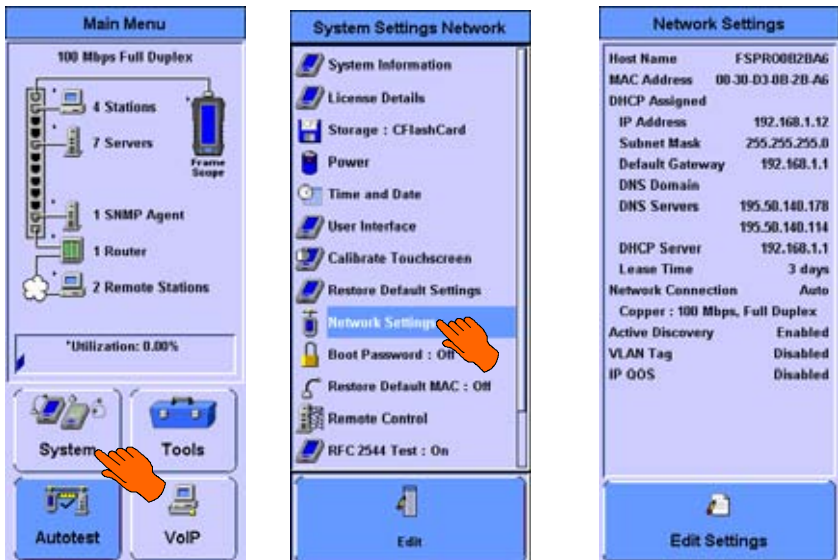 Main Menu
100 Mbps Full Duplex
4 Stations
7 Servers
Frame
Scope
1 SNMP Agent
1 Router
2 Remote Stations
*Utilization: 0.00%
System
Tools
Autotest
VoIP
System Settings Network
System Information
License Details
Storage : CFlashCard
Power
Time and Date
User Interface
Calibrate Touchscreen
Restore Default Settings
Network Settings
Boot Password : Off
Restore Default MAC : Off
Remote Control
RFC 2544 Test : On
Edit
Network Settings
Host Name FSPRO082BA6
MAC Address 00-30-D3-08-2B-A6
DHCP Assigned
IP Address 192.168.1.12
Subnet Mask 255.255.255.0
Default Gateway 192.168.1.1
DNS Domain
DNS Servers 195.50.140.178
195.50.140.114
DHCP Server 192.168.1.1
Lease Time 3 days
Network Connection Auto
Copper : 100 Mbps, Full Duplex
Active Discovery Enabled
VLAN Tag Disabled
IP QOS Disabled
Edit Settings